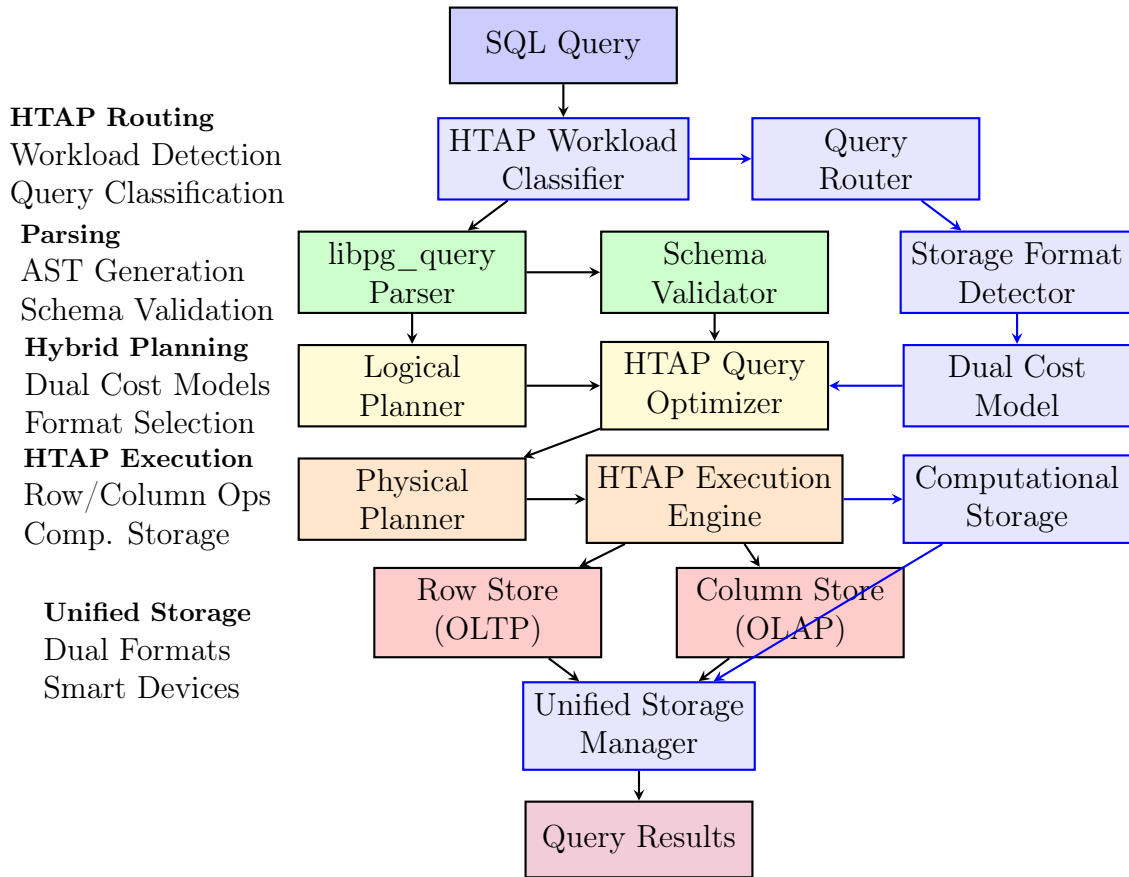 SQL Query
HTAP Routing
Workload Detection
Query Classification
HTAP Workload
Classifier
Query
Router
Parsing
AST Generation
Schema Validation
libpg_query
Parser
Schema
Validator
Storage Format
Detector
Hybrid Planning
Dual Cost Models
Format Selection
Logical
Planner
HTAP Query
Optimizer
Dual Cost
Model
HTAP Execution
Row/Column Ops
Comp. Storage
Physical
Planner
HTAP Execution
Engine
Computational
Storage
Unified Storage
Dual Formats
Smart Devices
Row Store
(OLTP)
Column Store
(OLAP)
Unified Storage
Manager
Query Results